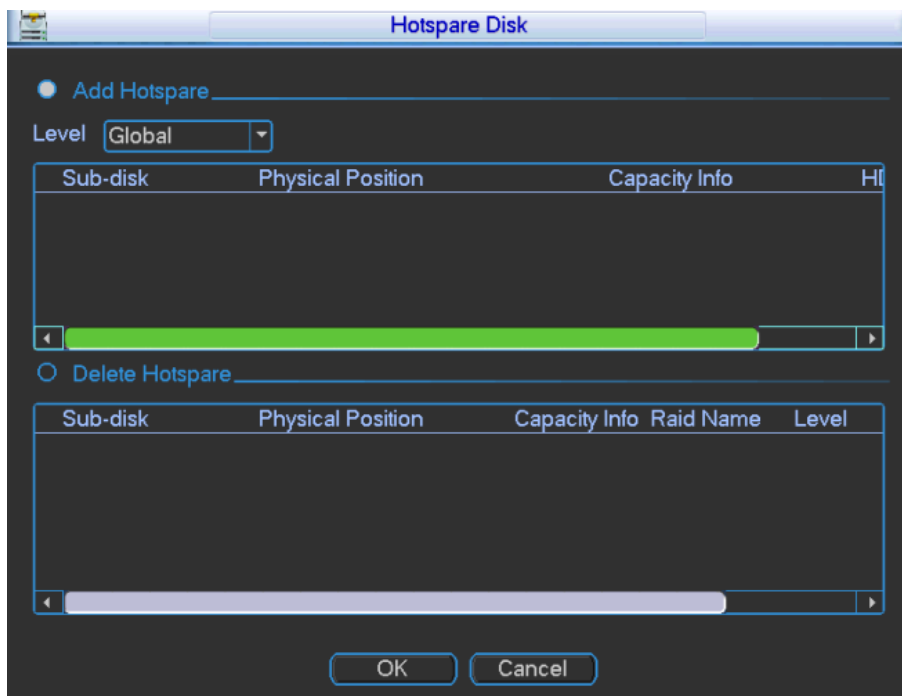 Hotspare Disk
Add Hotspare
Level Global
Sub-disk Physical Position Capacity Info
Delete Hotspare
Sub-disk Physical Position Capacity Info Raid Name Level
OK Cancel